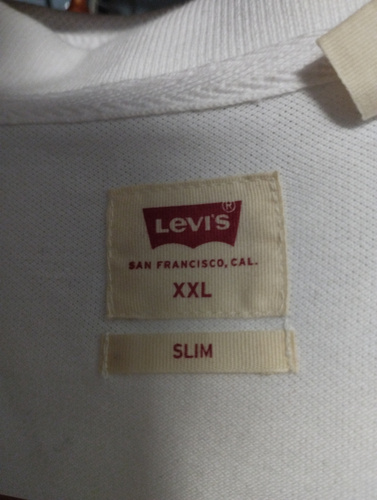 Levi's
®
SAN FRANCISCO, CAL.
XXL
SLIM